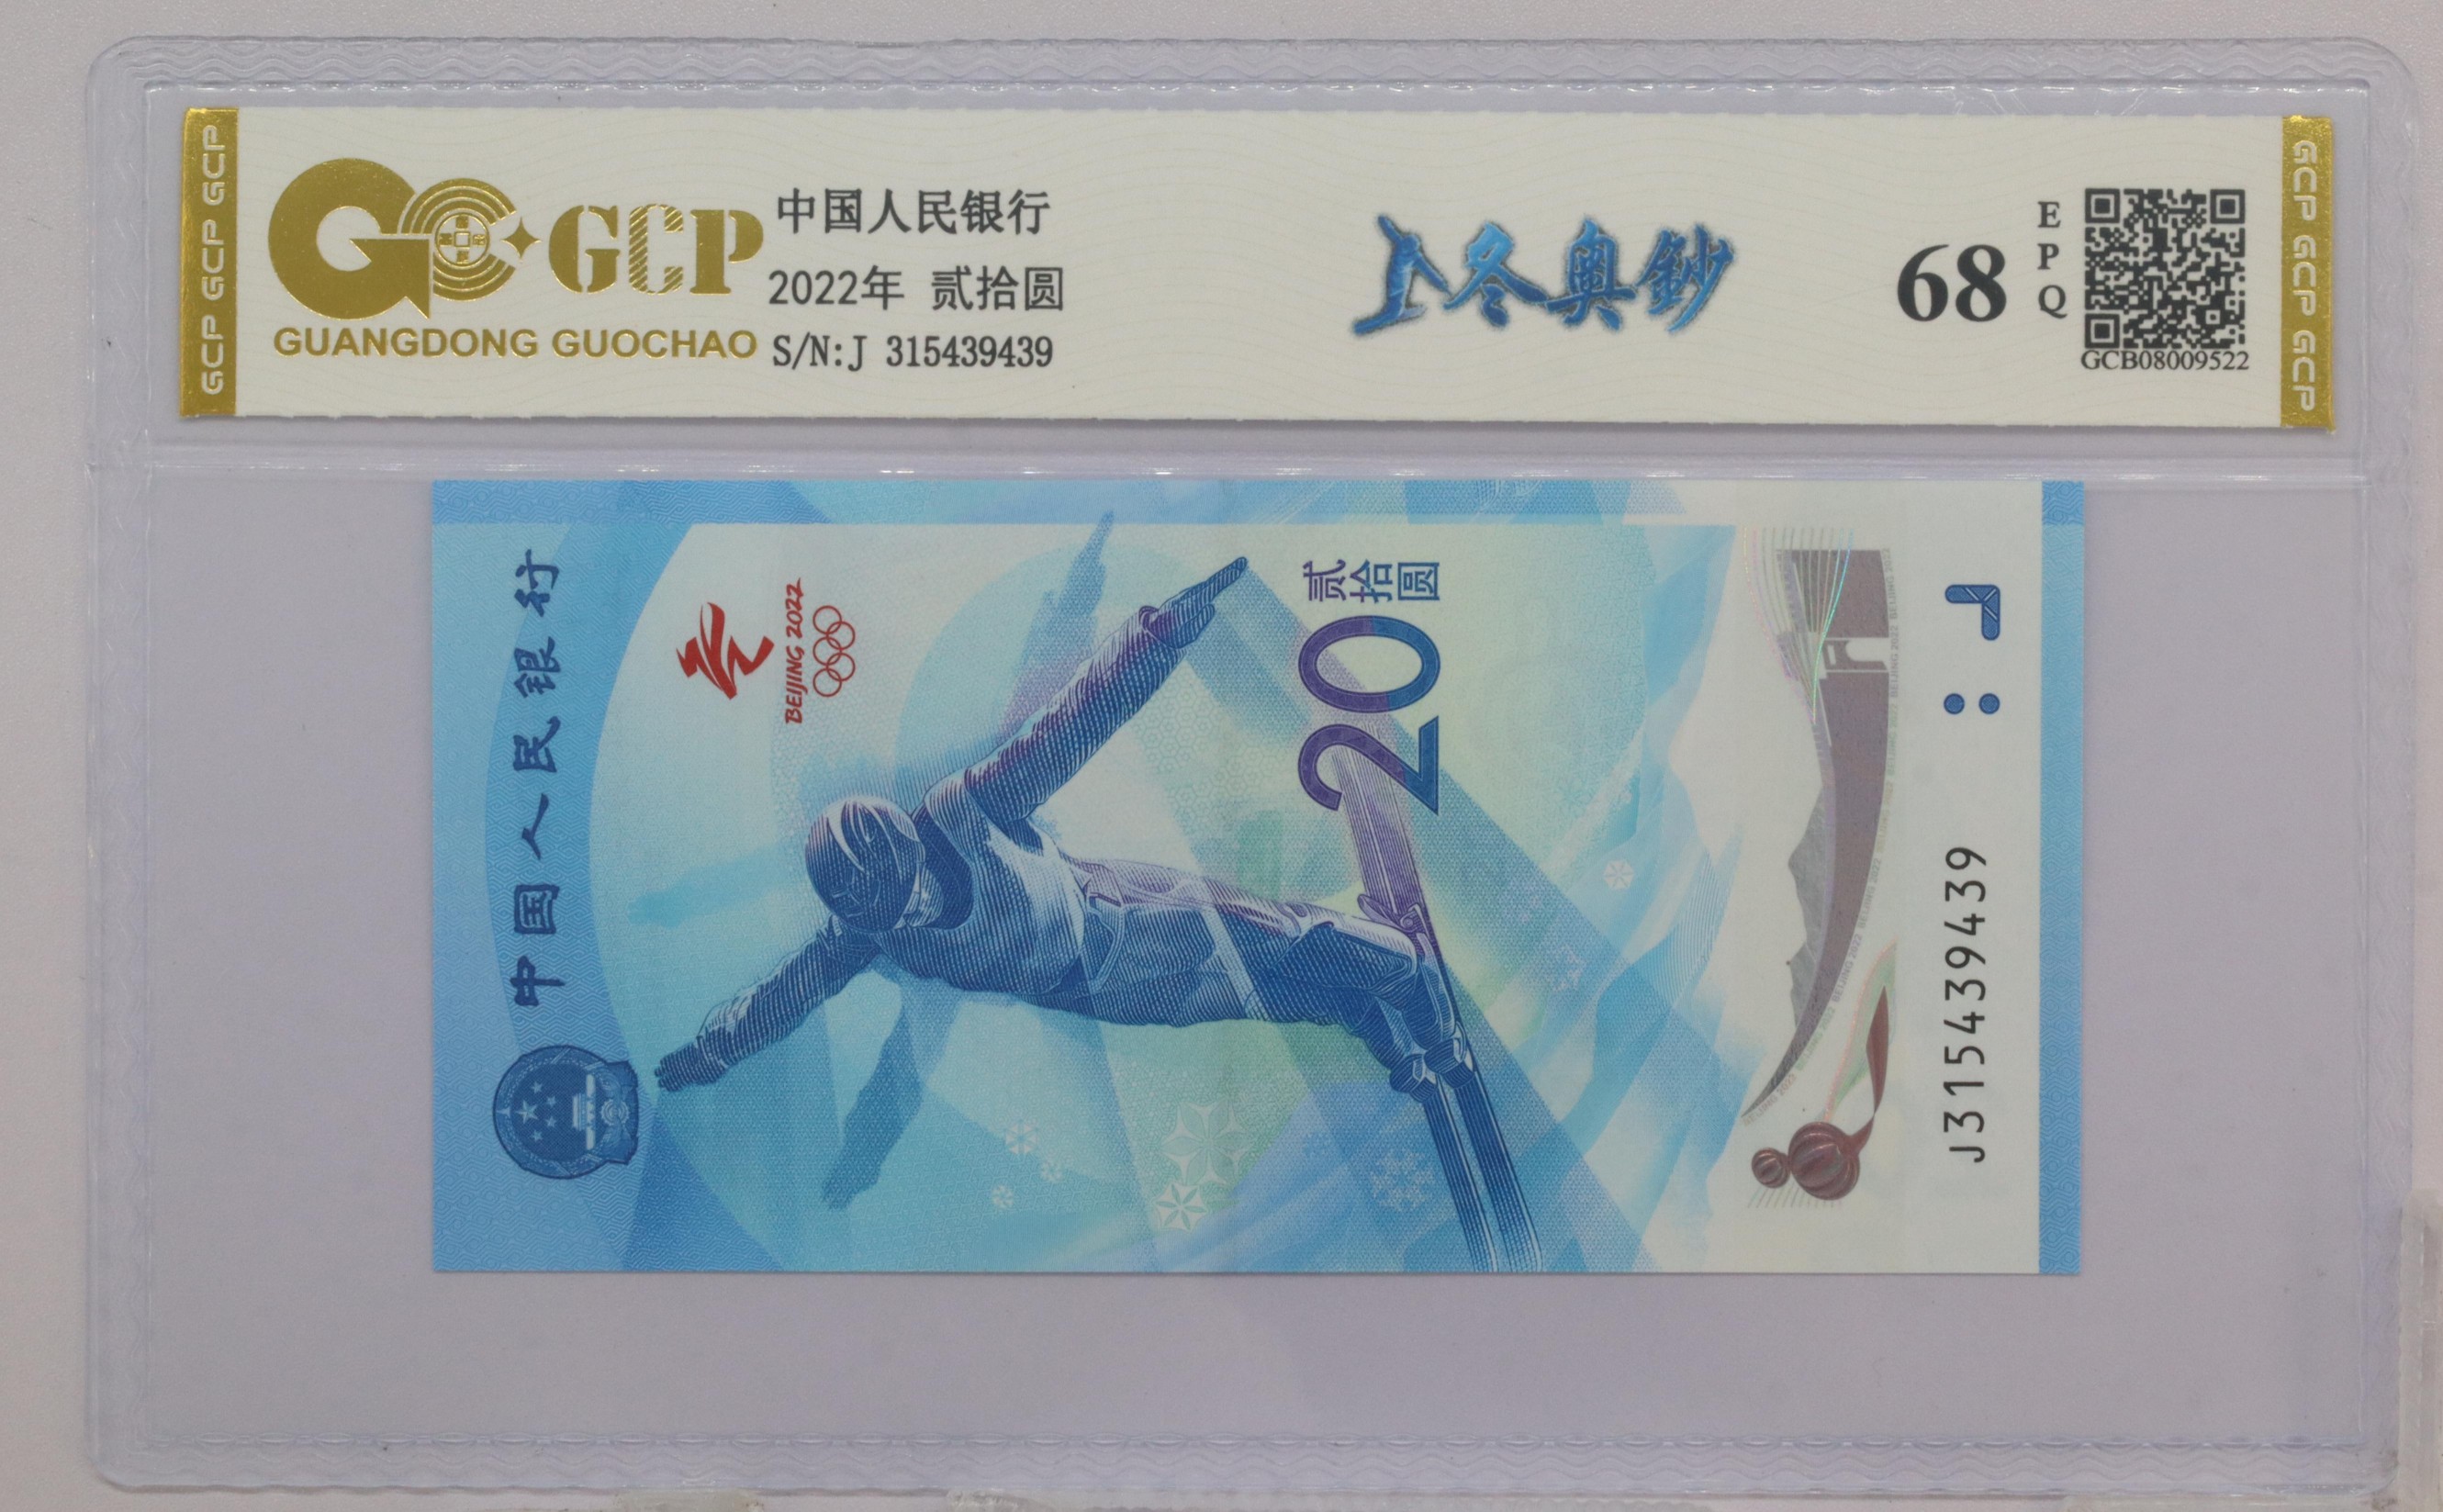 GCP GCP GCP
GCP
GUANGDONG GUOCHAO
中国人民银行
2022年 贰拾圆
S/N:J 315439439
上冬奥鈔
68
EPQ
GCB08009522
GCP GCP GCP
中国人民银行
BEIJING 2022
贰拾圆
20
J315439439